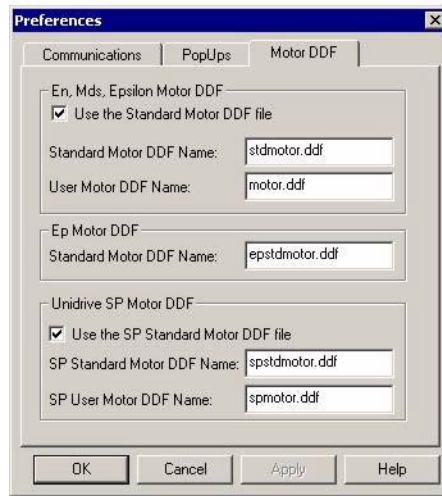 Preferences
Communications PopUps Motor DDF
En, Mds, Epsilon Motor DDF
Use the Standard Motor DDF file
Standard Motor DDF Name: stdmotor.ddf
User Motor DDF Name: motor.ddf
Ep Motor DDF
Standard Motor DDF Name: epstdmotor.ddf
Unidrive SP Motor DDF
Use the SP Standard Motor DDF file
SP Standard Motor DDF Name: spstdmotor.ddf
SP User Motor DDF Name: spmotor.ddf
OK Cancel Apply Help